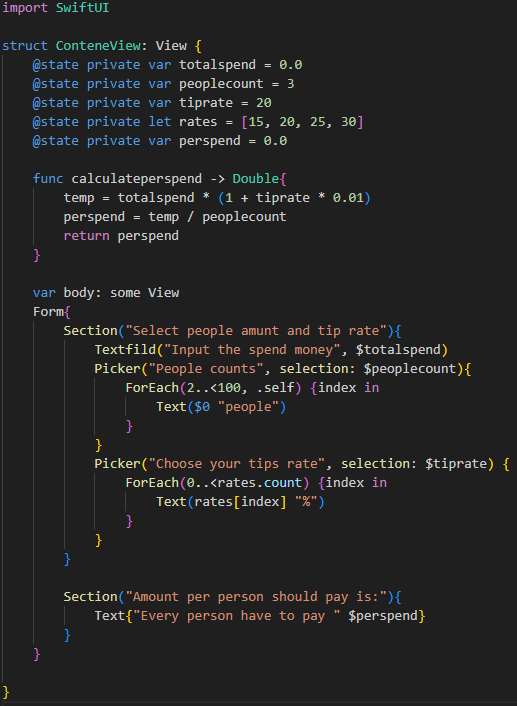 import SwiftUI
struct ConteneView: View {
@state private var totalspend = 0.0
@state private var peoplecount = 3
@state private var tiprate = 20
@state private let rates = [15, 20, 25, 30]
@state private var perspend = 0.0
func calculateperspend -> Double{
temp = totalspend * (1 + tiprate * 0.01)
perspend = temp / peoplecount
return perspend
}
var body: some View
Form{
Section("Select people amunt and tip rate"){
Textfild("Input the spend money", $totalspend)
Picker("People counts", selection: $peoplecount){
ForEach(2..<100, .self) {index in
Text($0 "people")
}
}
Picker("Choose your tips rate", selection: $tiprate) {
ForEach(0..<rates.count) {index in
Text(rates[index] "%")
}
}
}
Section("Amount per person should pay is:"){
Text{"Every person have to pay " $perspend}
}
}
}